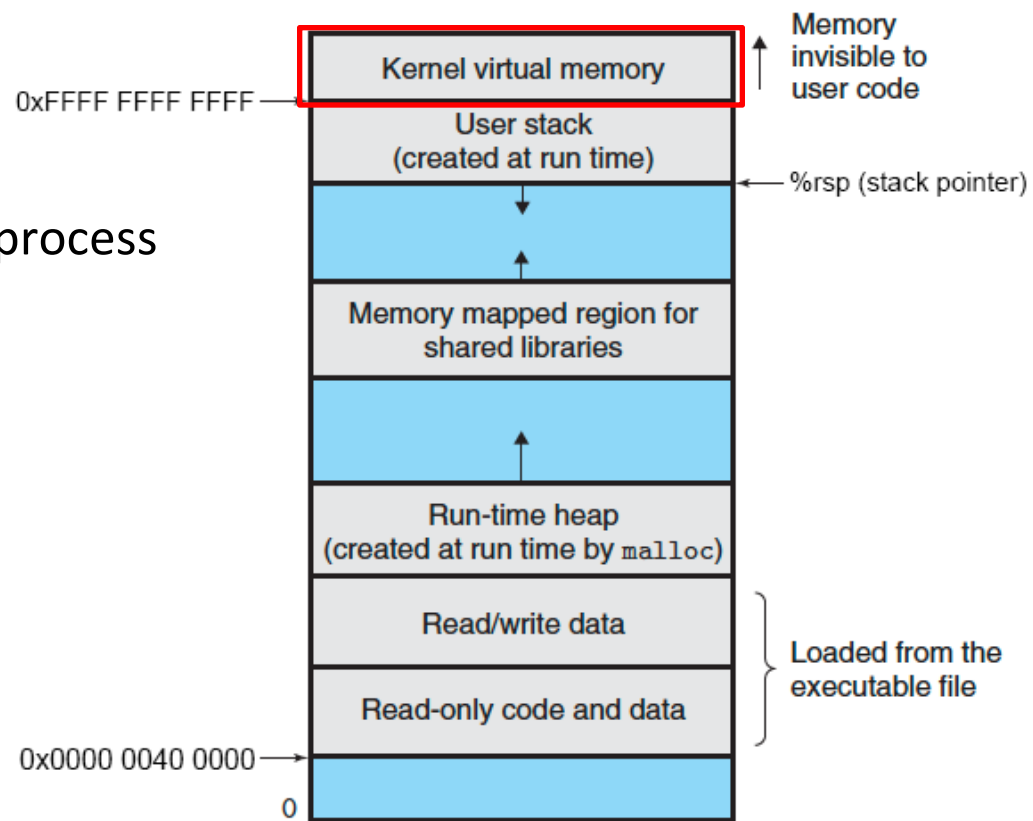 Memory
invisible to
user code
Kernel virtual memory
0xFFFF FFFF FFFF
User stack
(created at run time)
%rsp (stack pointer)
process
Memory mapped region for
shared libraries
Run-time heap
(created at run time by malloc)
Read/write data
Loaded from the
executable file
Read-only code and data
0x0000 0040 0000
0